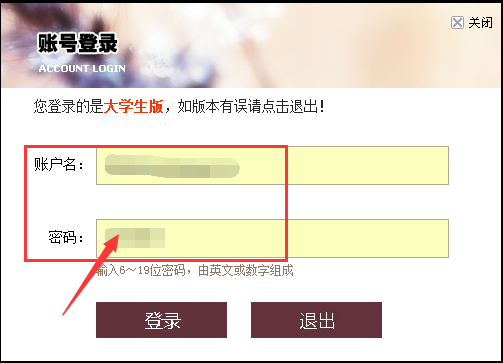 关闭
账号登录
ACCOUNT LOGIN
您登录的是大学生版，如版本有误请点击退出！
账户名：
密码：
输入6～19位密码，由英文或数字组成
登录 退出